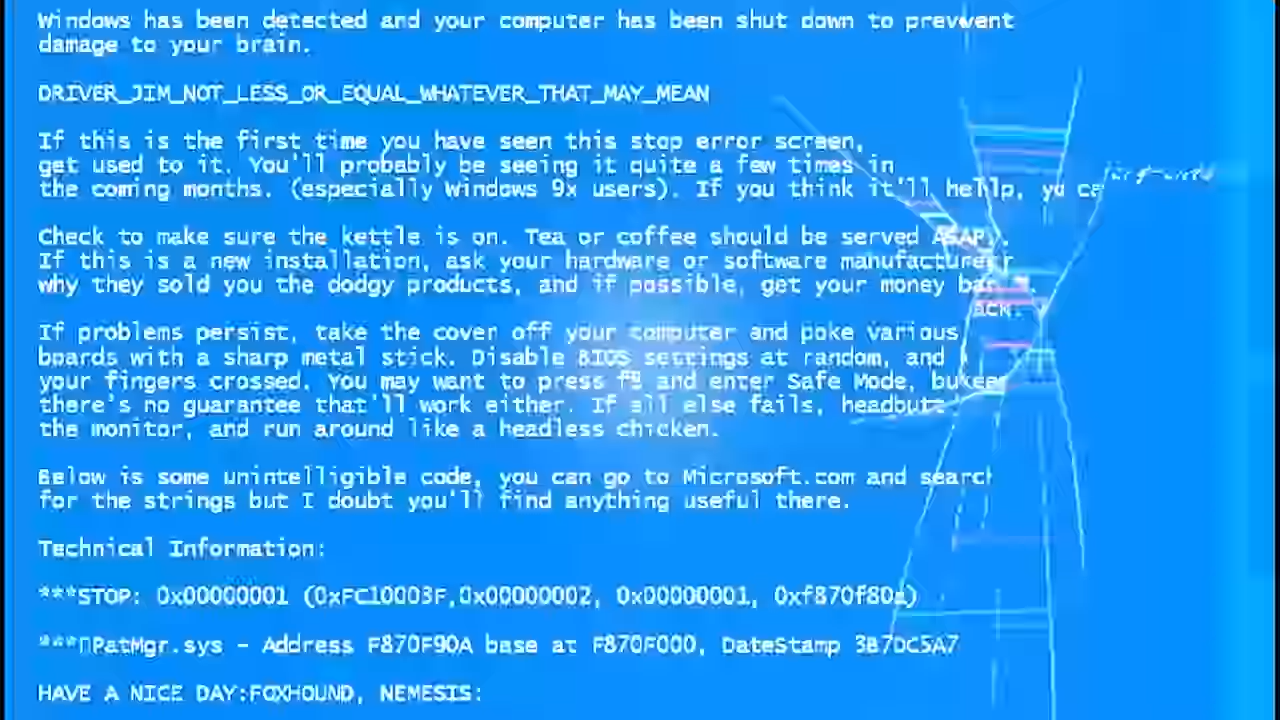 Windows has been detected and your computer has been shut down to prevwent
damage to your brain.
DRIVER_JIM_NOT_LESS_OR_EQUAL_WHATEVER_THAT_MAY_MEAN
If this is the first time you have seen this stop error screen,
get used to it. You'll probably be seeing it quite a few times in
the coming months. (especially Windows 9x users). If you think it'll hellp,
Check to make sure the kettle is on. Tea or coffee should be served ASAP.
If this is a new installation, ask your hardware or software manufacturer
why they sold you the dodgy products, and if possible, get your money
If problems persist, take the cover off your computer and poke various
boards with a sharp metal stick. Disable BIOS settings at random, and
your fingers crossed. You may want to press f5 and enter Safe Mode,
there's no guarantee that'll work either. If all else fails, headbutt
the monitor, and run around like a headless chicken.
Below is some unintelligible code, you can go to Microsoft.com and search
for the strings but I doubt you'll find anything useful there.
Technical Information:
***STOP: 0x00000001 (0xFC10003F,0x00000002, 0x00000001, 0xf870f80a)
***▯PatMgr.sys - Address F870F90A base at F870F000, DateStamp 3B7DC5A7
HAVE A NICE DAY:FOXHOUND, NEMESIS: